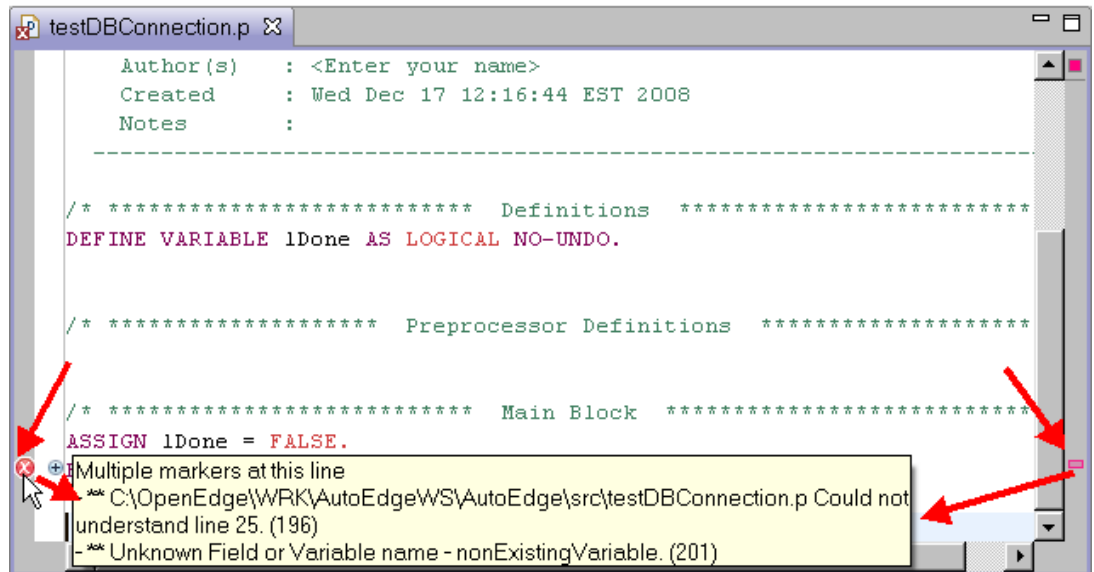 testDBConnection.p
Author(s) : <Enter your name>
Created : Wed Dec 17 12:16:44 EST 2008
Notes :
----------------------------------------------------------------------
/* *************************** Definitions **************************
DEFINE VARIABLE lDone AS LOGICAL NO-UNDO.
/* ******************** Preprocessor Definitions ********************
/* *************************** Main Block ***************************
ASSIGN lDone = FALSE.
Multiple markers at this line
- ** C:\OpenEdge\WRK\AutoEdgeWS\AutoEdge\src\testDBConnection.p Could not
understand line 25. (196)
- ** Unknown Field or Variable name - nonExistingVariable. (201)